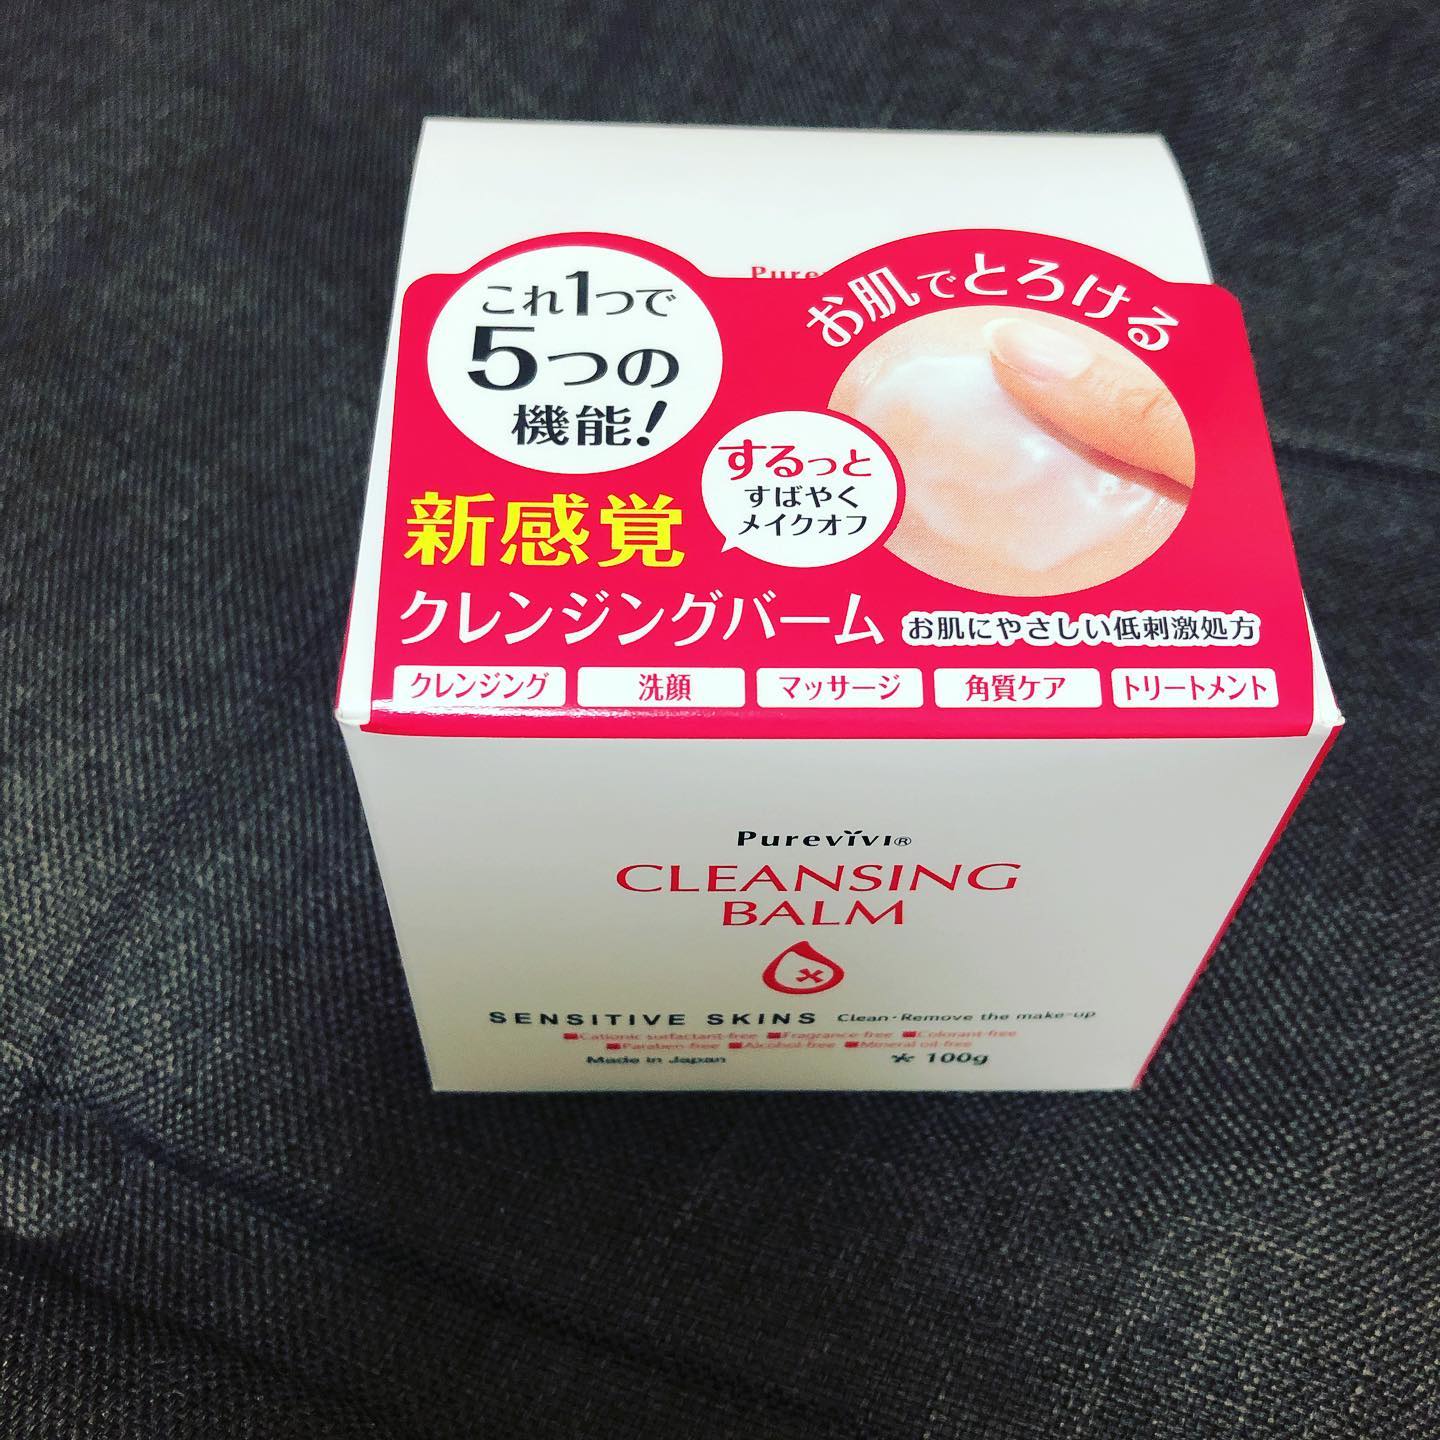 Pure
これ1つで
5つの
機能!
お肌でとろける
するっと
すばやく
メイクオフ
新感覚
クレンジングバーム
お肌にやさしい低刺激処方
クレンジング 洗顔 マッサージ 角質ケア トリートメント
Purevivi®
CLEANSING
BALM
SENSITIVE SKINS Clean・Remove the make-up
■Cationic surfactant-free ■Fragrance-free ■Colorant-free
■Paraben-free ■Alcohol-free ■Mineral oil-free
Made in Japan 100g